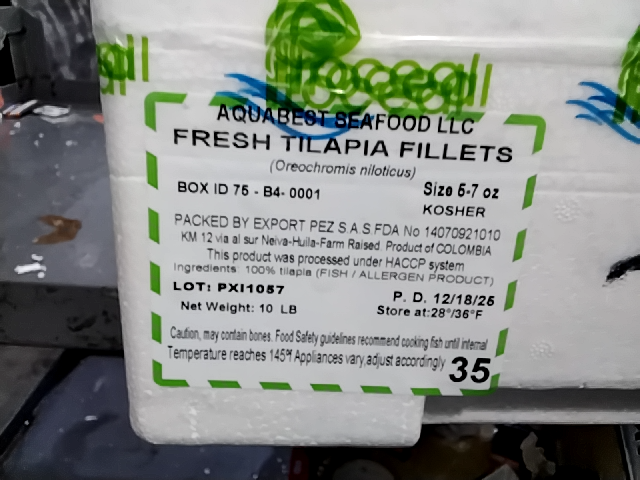 AQUABEST SEAFOOD LLC
FRESH TILAPIA FILLETS
(Oreochromis niloticus)
BOX ID 75 - B4- 0001
Size 5-7 oz
KOSHER
PACKED BY EXPORT PEZ S.A.S.FDA No 14070921010
KM 12 via al sur Neiva-Huila-Farm Raised. Product of COLOMBIA
This product was processed under HACCP system
Ingredients: 100% tilapia (FISH / ALLERGEN PRODUCT)
LOT: PXI1057
P. D. 12/18/25
Net Weight: 10 LB
Store at:28°/36°F
Caution, may contain bones. Food Safety guidelines recommend cooking fish until internal
Temperature reaches 145°f Appliances vary,adjust accordingly
35